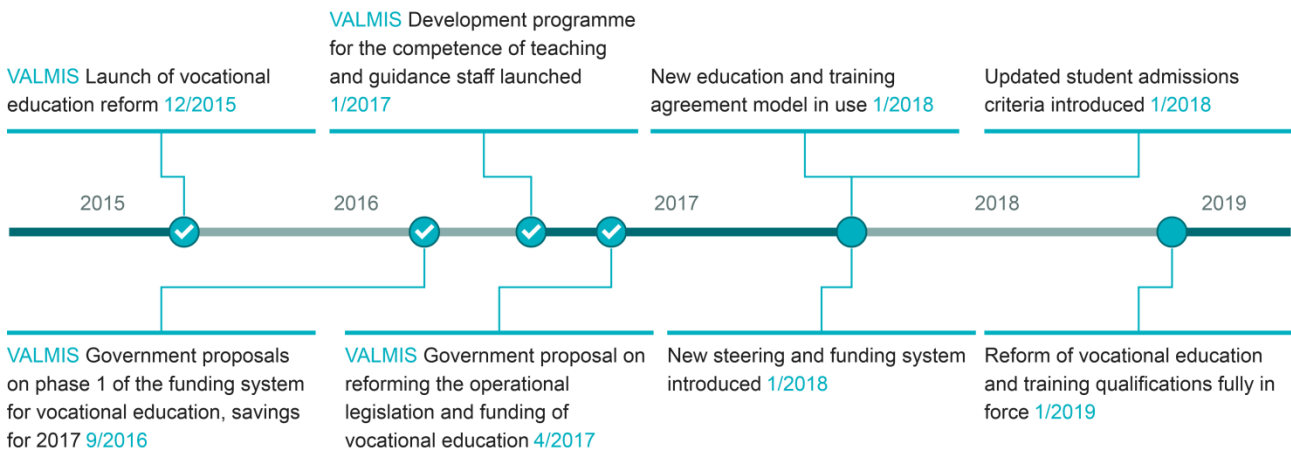 VALMIS Launch of vocational
education reform 12/2015
VALMIS Development programme
for the competence of teaching
and guidance staff launched
1/2017
New education and training
agreement model in use 1/2018
Updated student admissions
criteria introduced 1/2018
2015
2016
2017
2018
2019
VALMIS Government proposals
on phase 1 of the funding system
for vocational education, savings
for 2017 9/2016
VALMIS Government proposal on
reforming the operational
legislation and funding of
vocational education 4/2017
New steering and funding system
introduced 1/2018
Reform of vocational education
and training qualifications fully in
force 1/2019